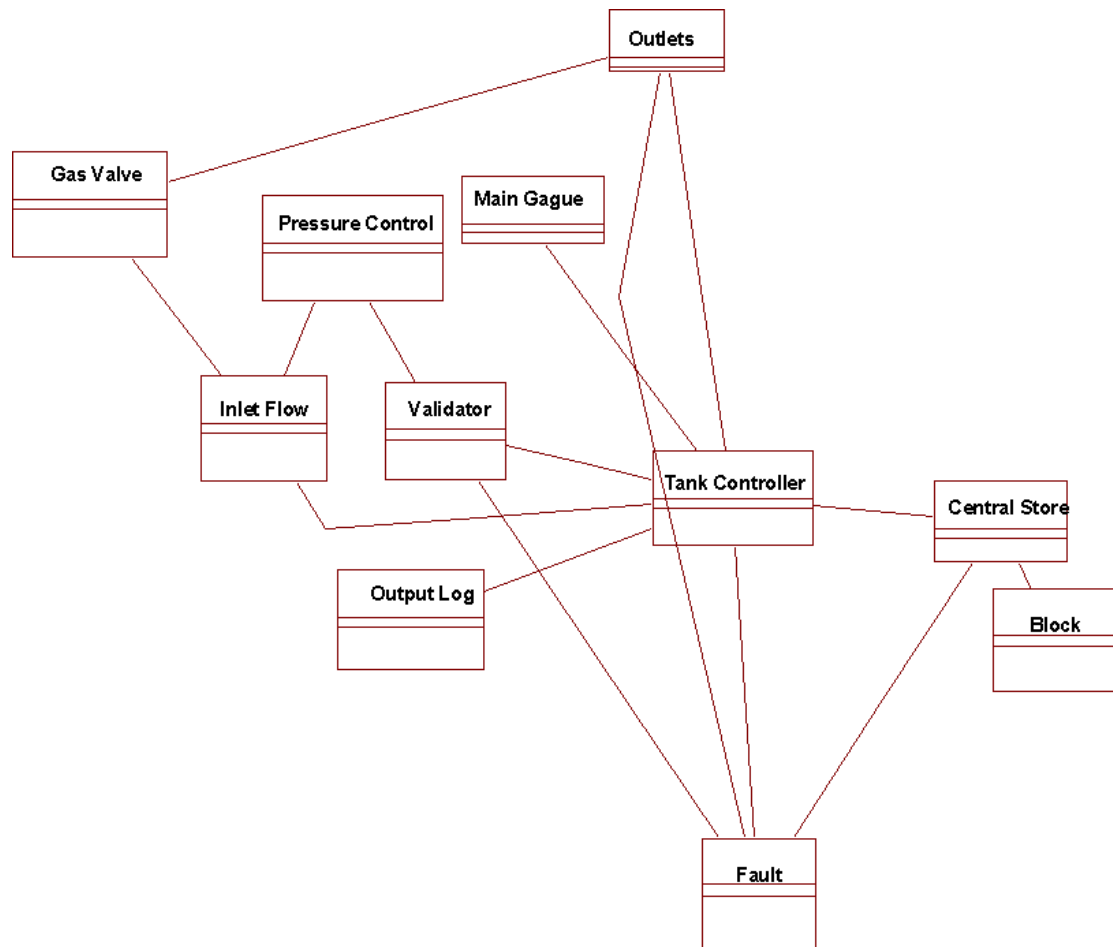 Outlets
Gas Valve
Main Gague
Pressure Control
Inlet Flow
Validator
Tank Controller
Central Store
Output Log
Block
Fault